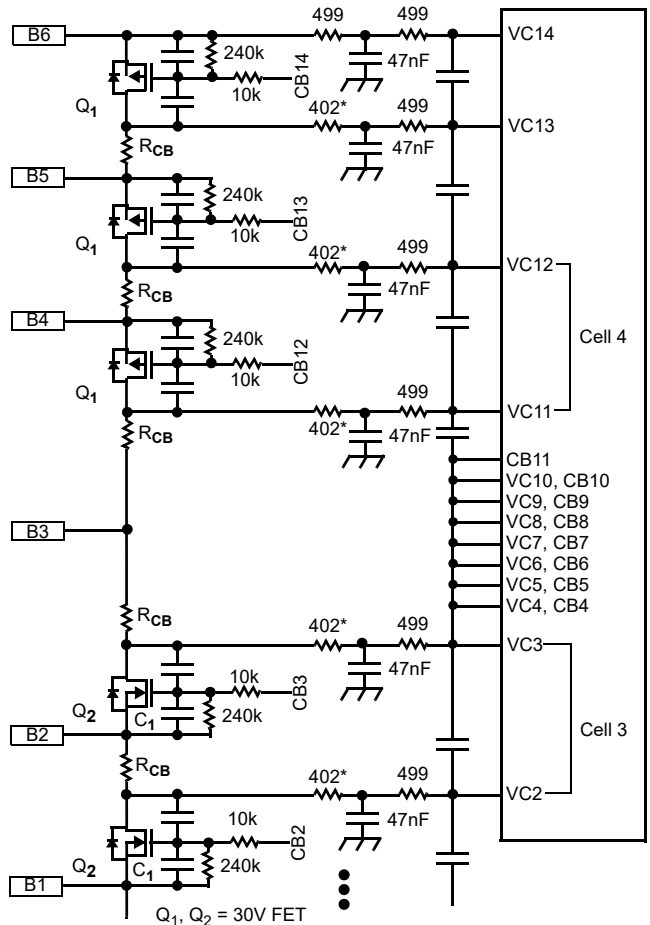 499 499
B6 VC14
240k 47nF
CB14
10k
Q1 402* 499
VC13
RCB 47nF
B5
240k
CB13
Q1 10k
402* 499
VC12
RCB 47nF
B4
240k
CB12
Cell 4
Q1 10k
499
VC11
402* 47nF
RCB
CB11
VC10, CB10
VC9, CB9
B3
VC8, CB8
VC7, CB7
VC6, CB6
VC5, CB5
VC4, CB4
RCB
402* 499
VC3
47nF
10k
CB3
Q2 C1 240k
B2
Cell 3
RCB
402* 499
VC2
10k 47nF
CB2
Q2 C1 240k
B1
Q1, Q2 = 30V FET